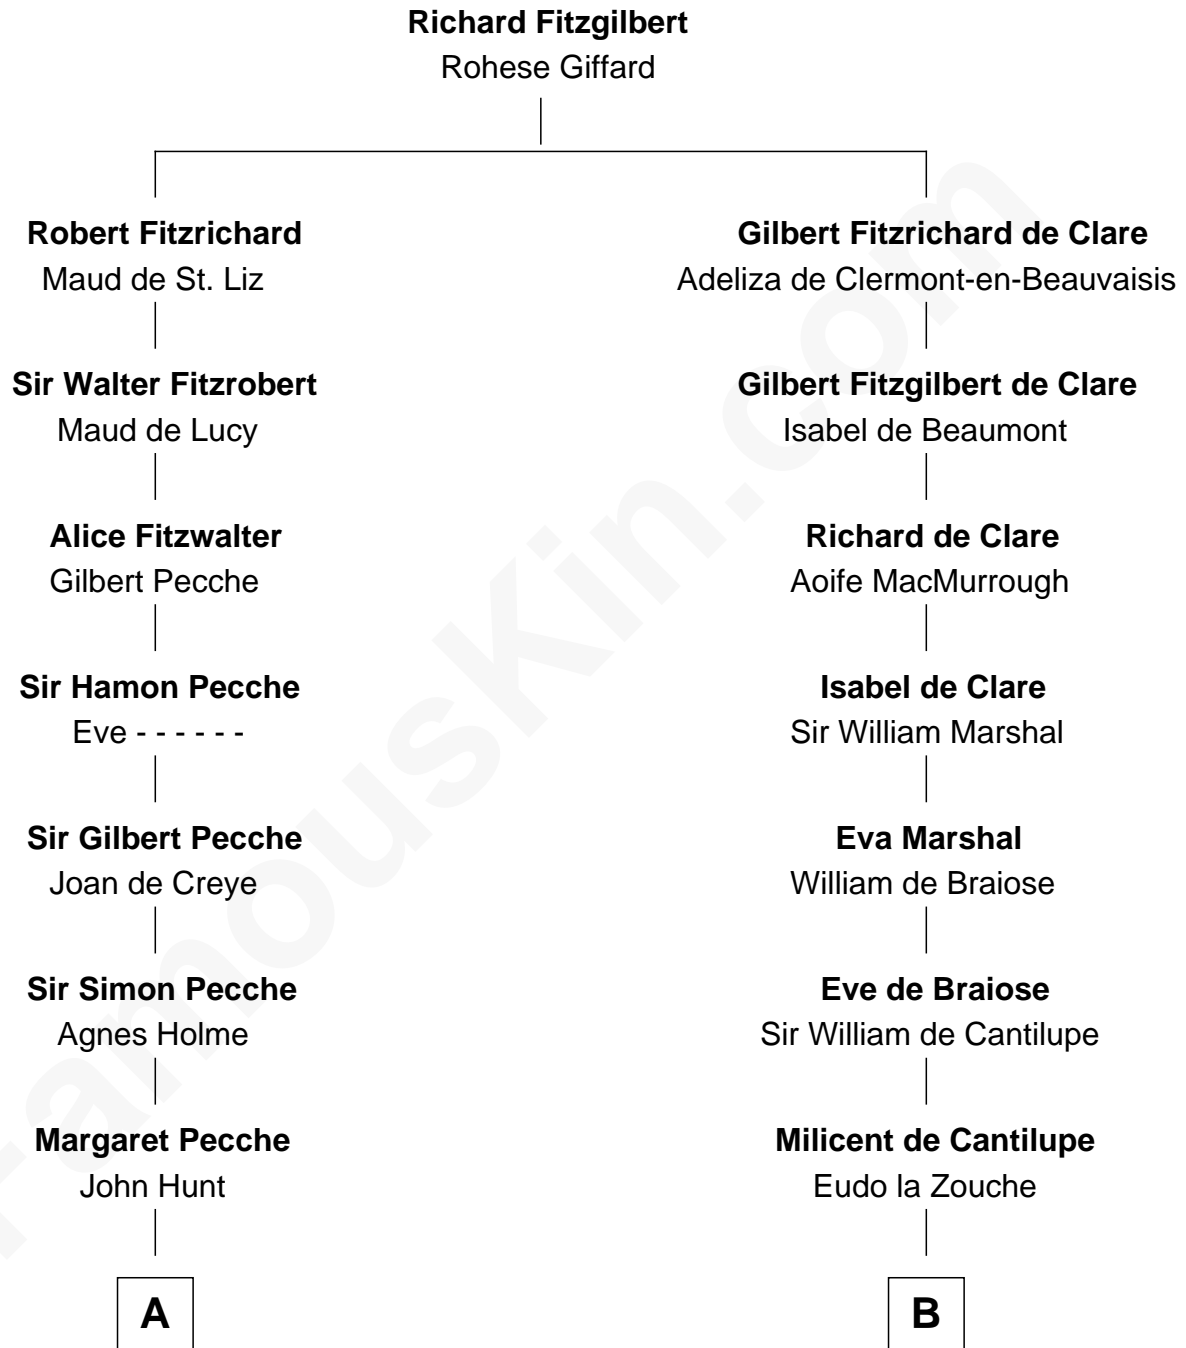 Richard Fitzgilbert
Rohese Giffard
Robert Fitzrichard
Maud de St. Liz
Gilbert Fitzrichard de Clare
Adeliza de Clermont-en-Beauvaisis
Sir Walter Fitzrobert
Maud de Lucy
Gilbert Fitzgilbert de Clare
Isabel de Beaumont
Alice Fitzwalter
Gilbert Pecche
Richard de Clare
Aoife MacMurrough
Sir Hamon Pecche
Eve - - - - - -
Isabel de Clare
Sir William Marshal
Sir Gilbert Pecche
Joan de Creye
Eva Marshal
William de Braiose
Sir Simon Pecche
Agnes Holme
Eve de Braiose
Sir William de Cantilupe
Margaret Pecche
John Hunt
Milicent de Cantilupe
Eudo la Zouche
A
B
FamousKin.com